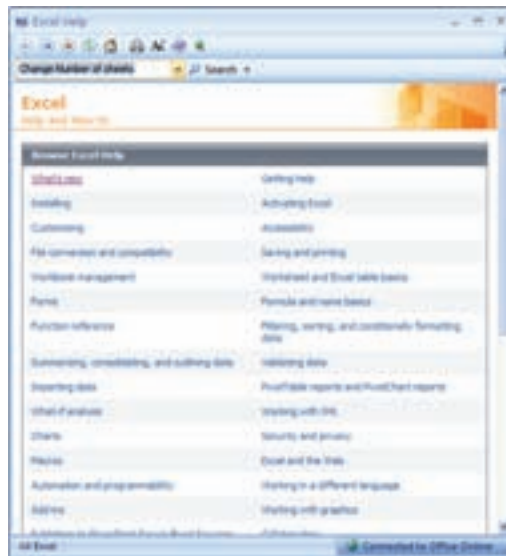 Excel Help
Change Number of sheets Search
Excel
Help and How-to
Browse Excel Help
What's new Getting help
Installing Activating Excel
Customizing Accessibility
File conversion and compatibility Saving and printing
Workbook management Worksheet and Excel table basics
Forms Formula and name basics
Function reference Filtering, sorting, and conditionally formatting
data
Summarizing, consolidating, and outlining data Validating data
Importing data PivotTable reports and PivotChart reports
What-if analysis Working with XML
Charts Security and privacy
Macros Excel and the Web
Automation and programmability Working in a different language
Add-ins Working with graphics
All Excel Connected to Office Online